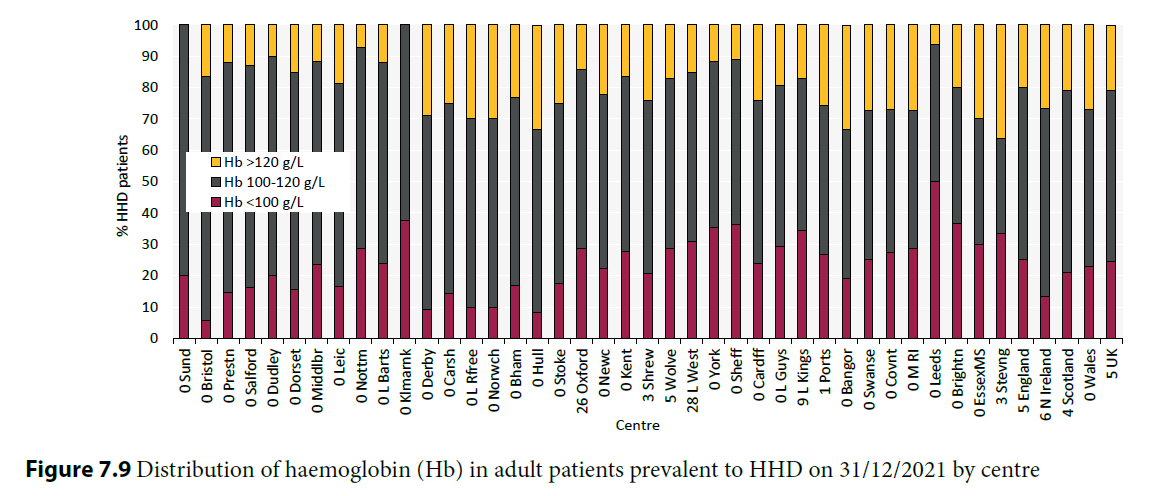 100
90
80
70
60
50
40
30
20
10
0
% HHD patients
Hb >120 g/L
Hb 100-120 g/L
Hb <100 g/L
0 Sund
0 Bristol
0 Prestn
0 Salford
0 Dudley
0 Dorset
0 Middlbr
0 Leic
0 Nottm
0 L Barts
0 Klmarnk
0 Derby
0 Carsh
0 L Rfree
0 Norwch
0 Bham
0 Hull
0 Stoke
26 Oxford
0 Newc
0 Kent
3 Shrew
5 Wolve
28 L West
0 York
0 Sheff
0 Cardff
0 L Guys
9 L Kings
1 Ports
0 Bangor
0 Swanse
0 Covnt
0 M RI
0 Leeds
0 Brightn
0 EssexMS
3 Stevng
5 England
6 N Ireland
4 Scotland
0 Wales
5 UK
Centre
Figure 7.9 Distribution of haemoglobin (Hb) in adult patients prevalent to HHD on 31/12/2021 by centre